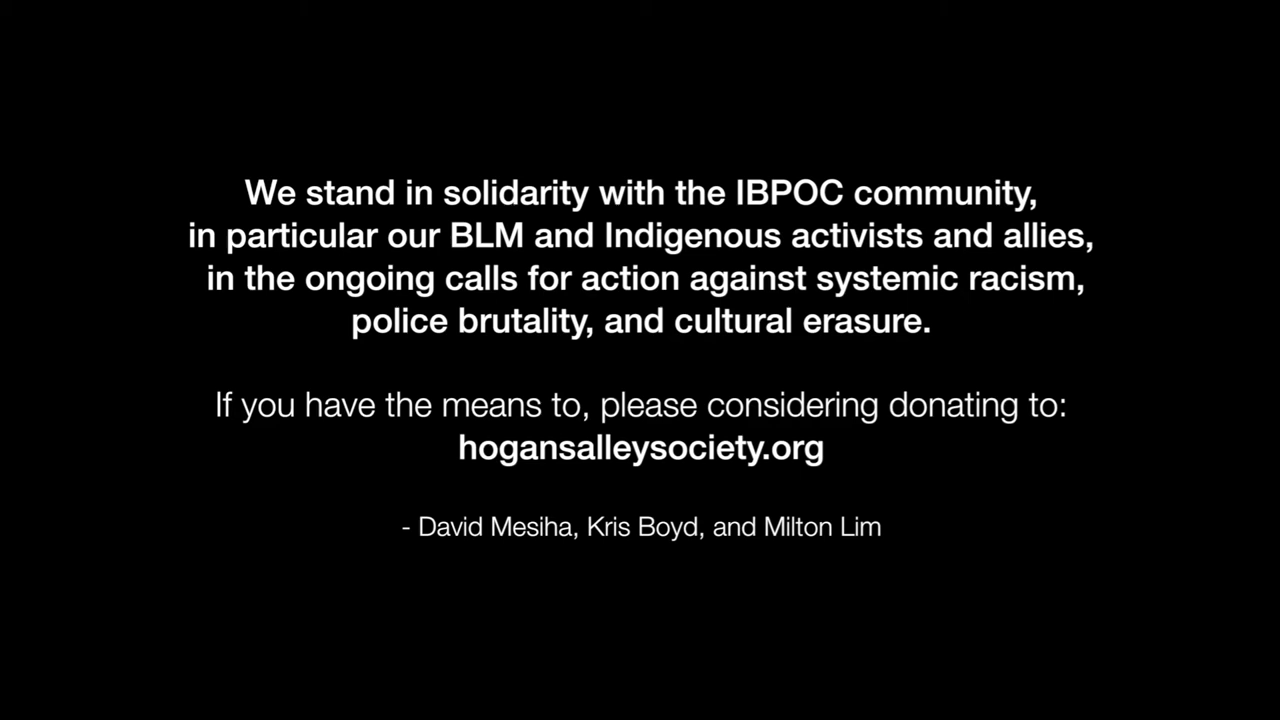 We stand in solidarity with the IBPOC community,
in particular our BLM and Indigenous activists and allies,
in the ongoing calls for action against systemic racism,
police brutality, and cultural erasure.
If you have the means to, please considering donating to:
hogansalleysociety.org
- David Mesiha, Kris Boyd, and Milton Lim